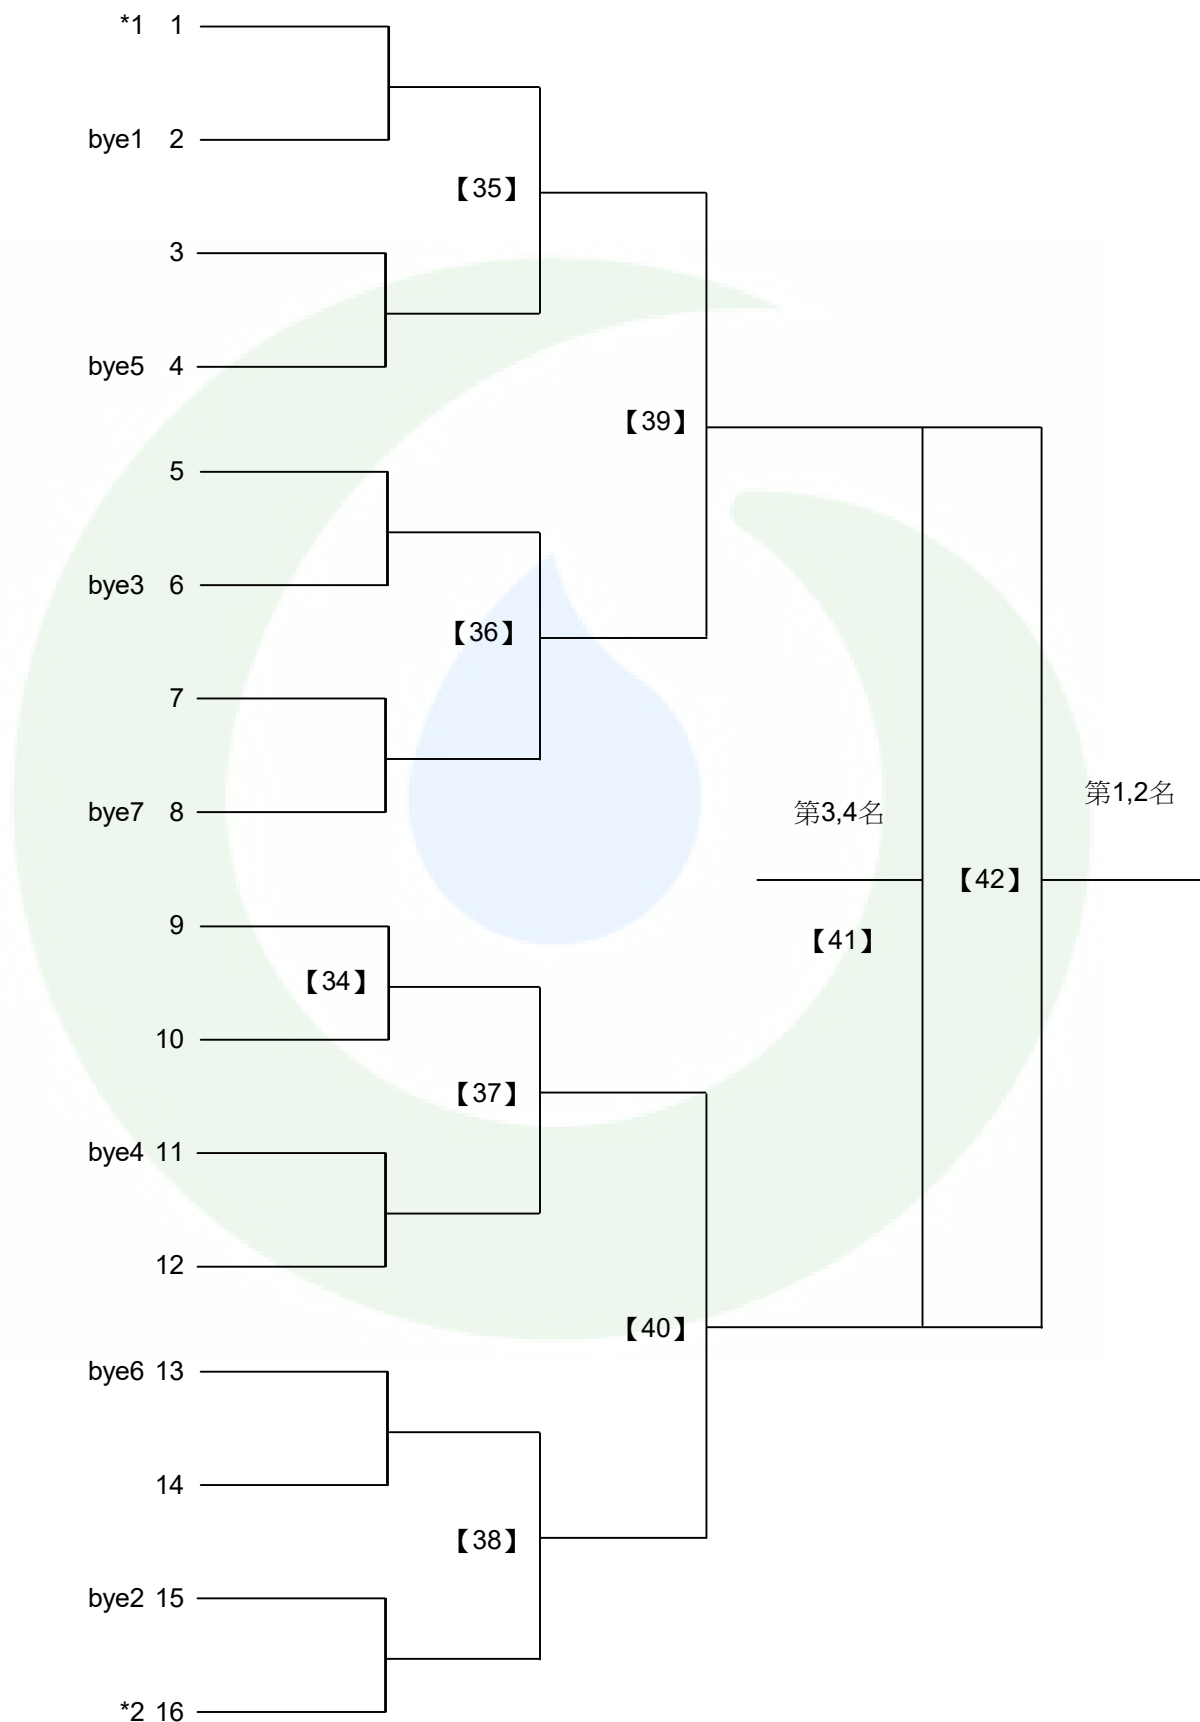 *1 1
bye1 2
【35】
3
bye5 4
【39】
5
bye3 6
【36】
7
第1,2名
bye7 8
第3,4名
【42】
9
【41】
【34】
10
【37】
bye4 11
12
【40】
bye6 13
14
【38】
bye2 15
*2 16